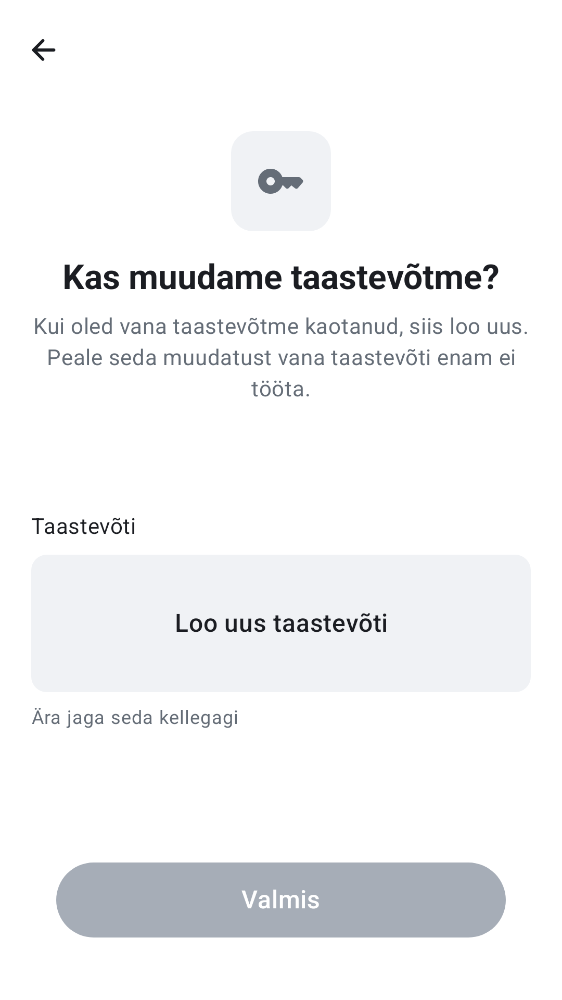 Kas muudame taastevõtme?
Kui oled vana taastevõtme kaotanud, siis loo uus.
Peale seda muudatust vana taastevõti enam ei
tööta.
Taastevõti
Loo uus taastevõti
Ära jaga seda kellegagi
Valmis